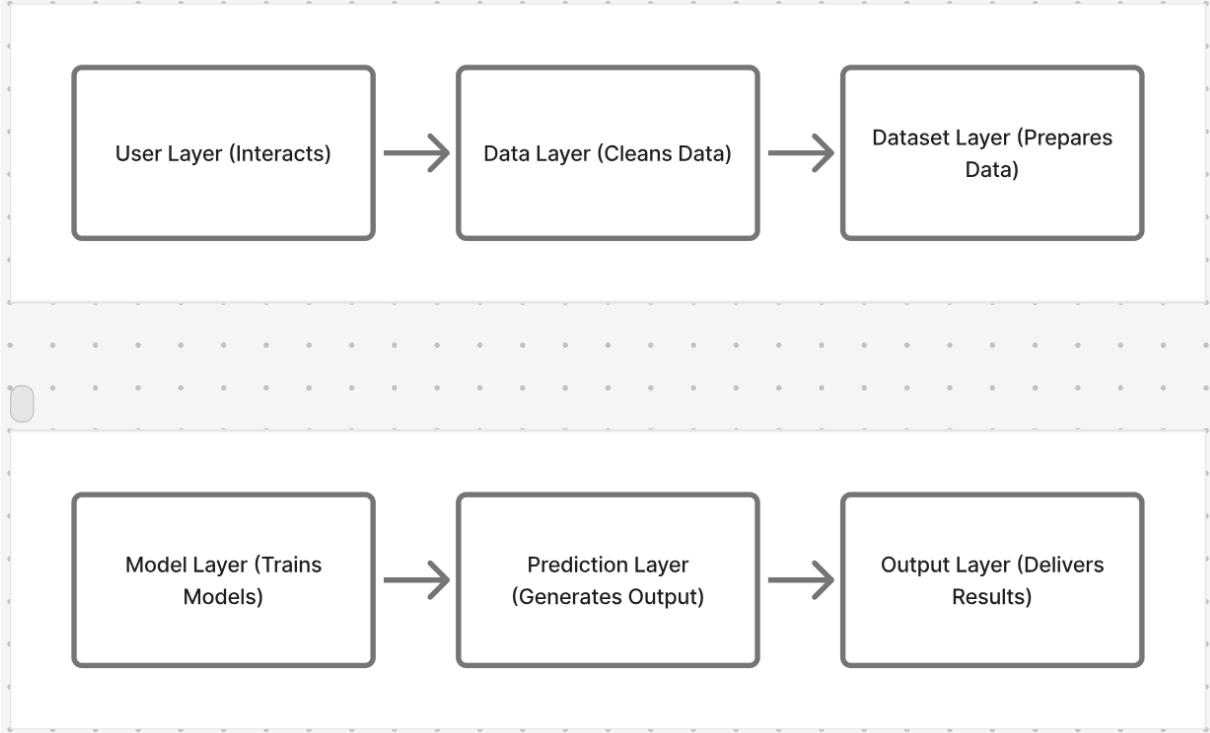 User Layer (Interacts)
Data Layer (Cleans Data)
Dataset Layer (Prepares
Data)
Model Layer (Trains
Models)
Prediction Layer
(Generates Output)
Output Layer (Delivers
Results)